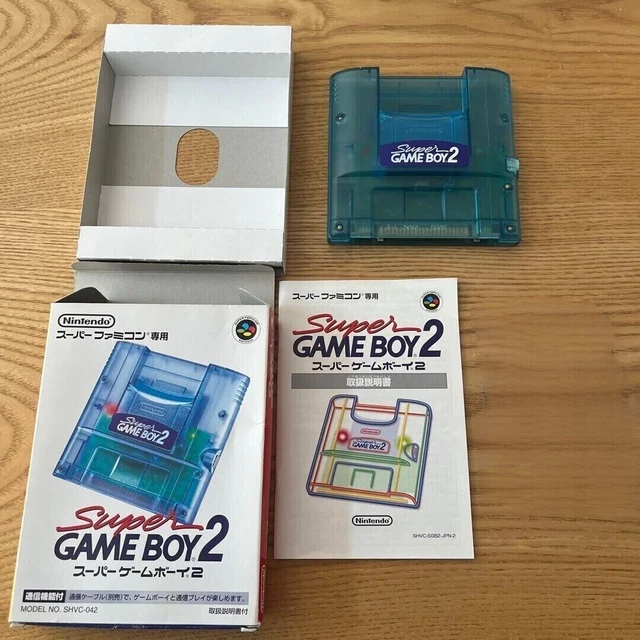 Super
GAME BOY 2
Nintendo
スーパーファミコン®専用
Super
GAME BOY 2
Super
GAME BOY 2
スーパーゲームボーイ2
通信機能付
通信ケーブル(別売)で、ゲームボーイと通信プレイが楽しめます。
MODEL NO. SHVC-042
取扱説明書付
スーパーファミコン®専用
Super
GAME BOY 2
スーパーゲームボーイ2
取扱説明書
Nintendo
Super
GAME BOY 2
Nintendo
SHVC-SGB2-JPN-2